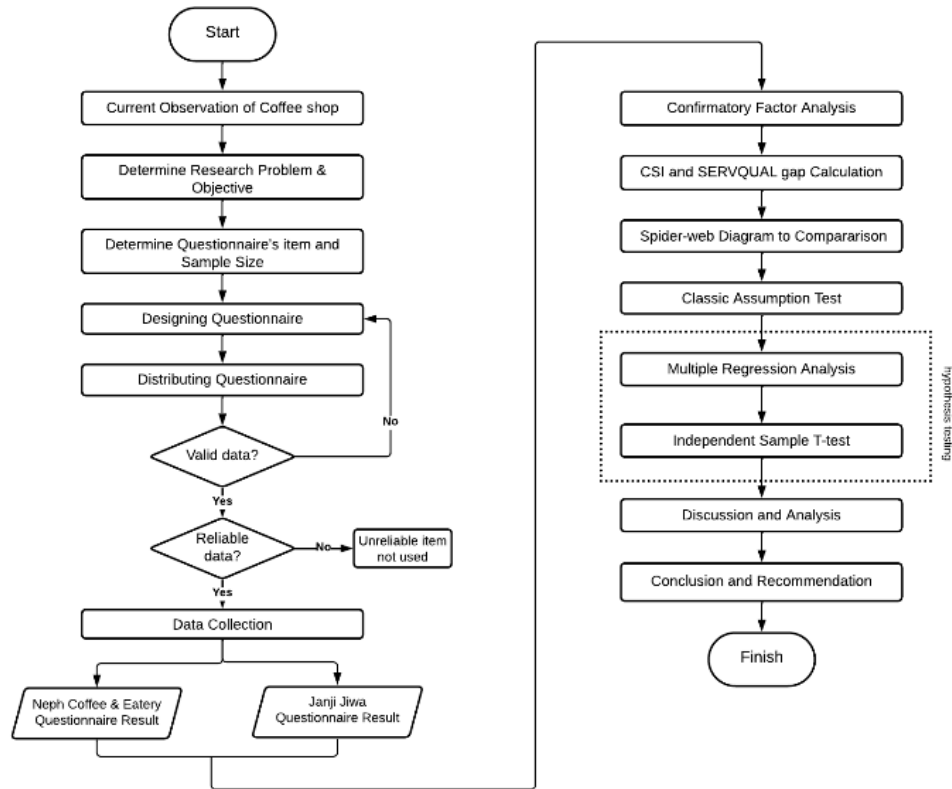 Start
Current Observation of Coffee shop
Determine Research Problem &
Objective
Determine Questionnaire's item and
Sample Size
Designing Questionnaire
Distributing Questionnaire
No
Valid data?
Yes
Reliable
data?
No
Unreliable item
not used
Yes
Data Collection
Neph Coffee & Eatery
Questionnaire Result
Janji Jiwa
Questionnaire Result
Confirmatory Factor Analysis
CSI and SERVQUAL gap Calculation
Spider-web Diagram to Compararison
Classic Assumption Test
Multiple Regression Analysis
Independent Sample T-test
hypothesis testing
Discussion and Analysis
Conclusion and Recommendation
Finish